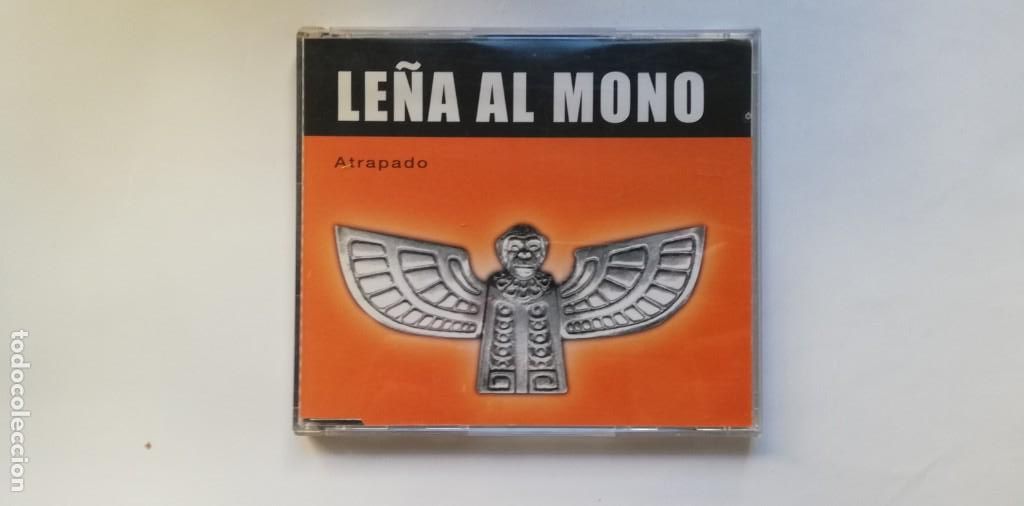 LEÑA AL MONO
Atrapado
todocoleccion